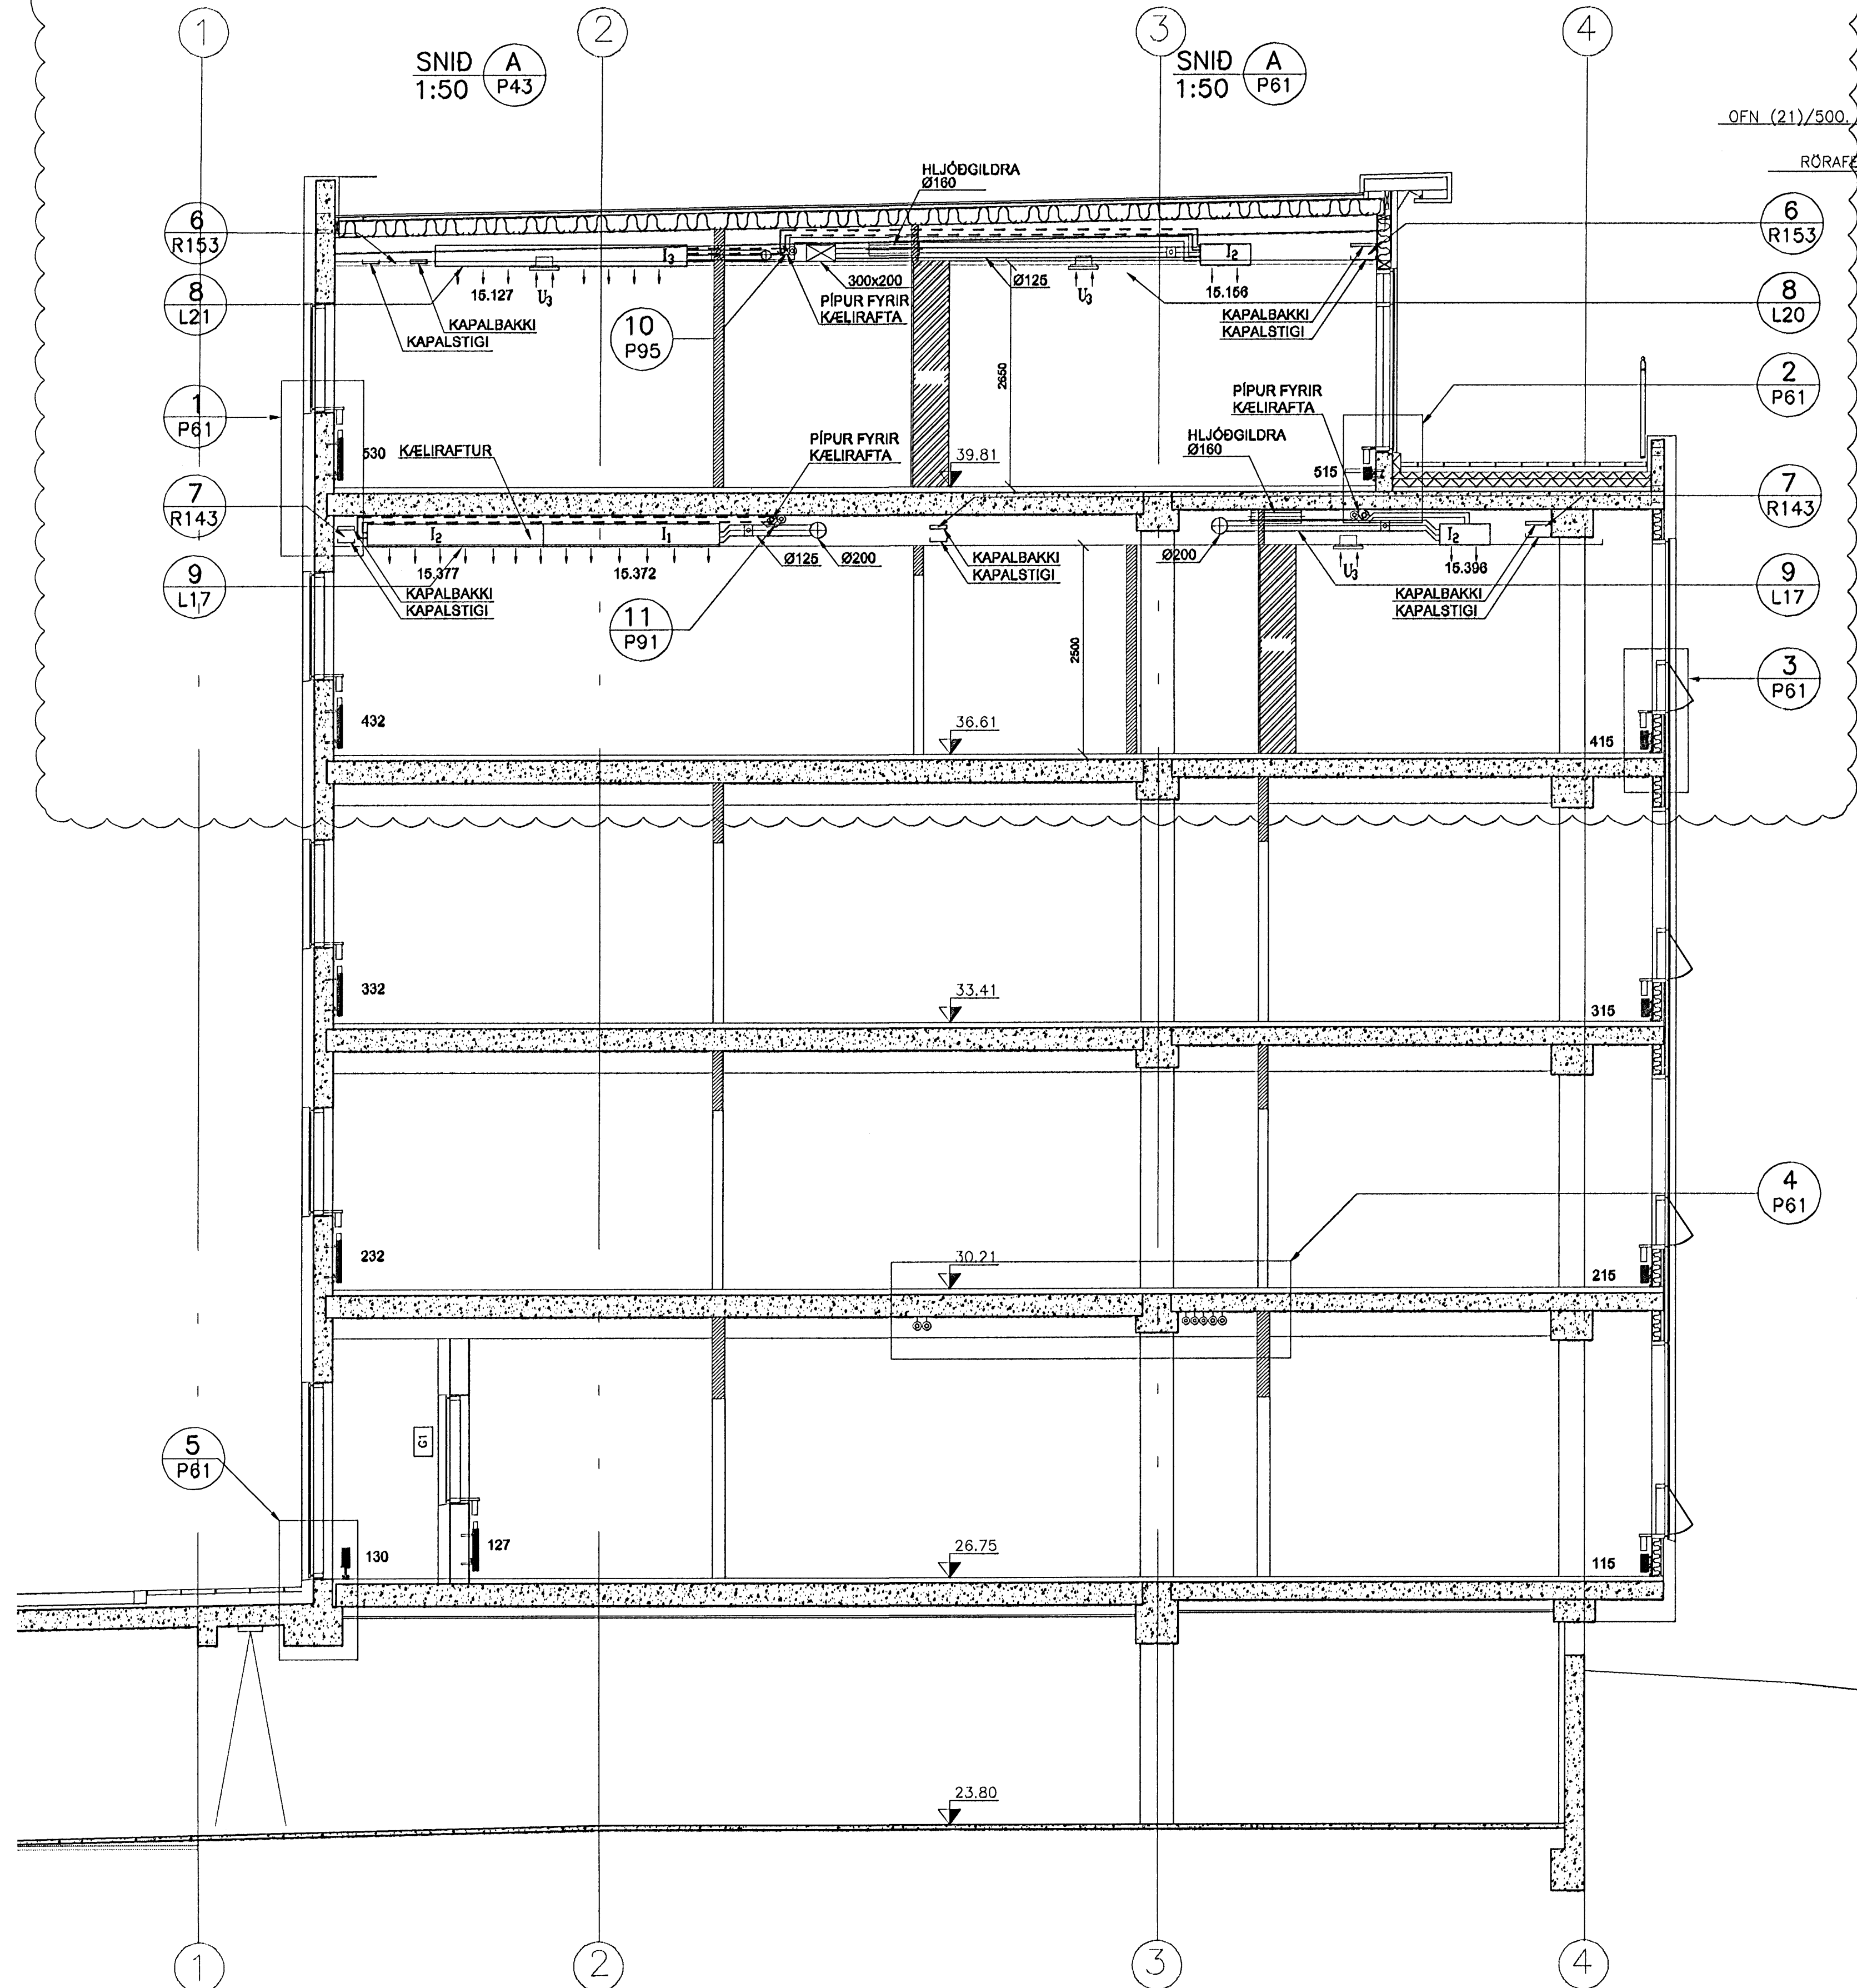 1
2
3
4
SNIÐ
1:50
A
P43
SNIÐ
1:50
A
P61
OFN (21)/500.
HLJÓÐGILDRA
Ø160
6
R153
6
R153
I3
I2
8
L21
15.127
U3
300x200
Ø125
U3
15.156
8
L20
PÍPUR FYRIR
KÆLIRAFTA
KAPALBAKKI
KAPALSTIGI
10
P95
KAPALBAKKI
KAPALSTIGI
2650
1
P61
2
P61
PÍPUR FYRIR
KÆLIRAFTA
530
KÆLIRAFTUR
PÍPUR FYRIR
KÆLIRAFTA
39.81
HLJÓÐGILDRA
Ø160
515
7
R143
7
R143
I2
I1
Ø125
Ø200
Ø200
I2
15.377
15.372
KAPALBAKKI
KAPALSTIGI
U3
15.396
9
L17
KAPALBAKKI
KAPALSTIGI
KAPALBAKKI
KAPALSTIGI
9
L17
11
P91
2500
3
P61
432
36.61
415
332
33.41
315
4
P61
232
30.21
215
G1
5
P61
130
127
26.75
115
23.80
1
2
3
4